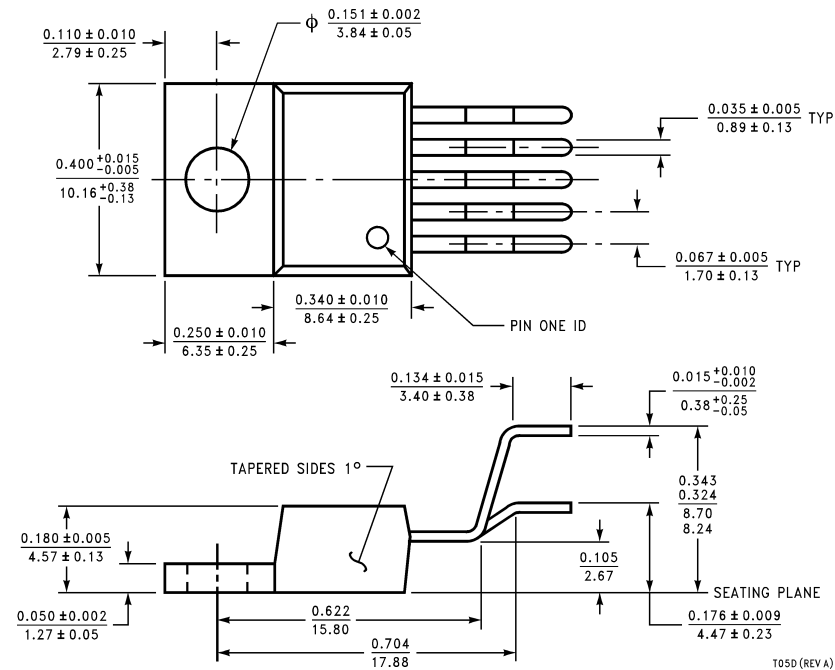 ϕ 0.151 ± 0.002
3.84 ± 0.05
0.110 ± 0.010
2.79 ± 0.25
0.035 ± 0.005 TYP
0.89 ± 0.13
0.400 +0.015 -0.005
10.16 +0.38 -0.13
0.067 ± 0.005 TYP
1.70 ± 0.13
0.340 ± 0.010
8.64 ± 0.25
PIN ONE ID
0.250 ± 0.010
6.35 ± 0.25
0.134 ± 0.015
3.40 ± 0.38
0.015 +0.010 -0.002
0.38 +0.25 -0.05
TAPERED SIDES 1°
0.343
0.324
8.70
8.24
0.180 ± 0.005
4.57 ± 0.13
0.105
2.67
SEATING PLANE
0.050 ± 0.002
1.27 ± 0.05
0.622
15.80
0.176 ± 0.009
4.47 ± 0.23
0.704
17.88
T05D (REV A)